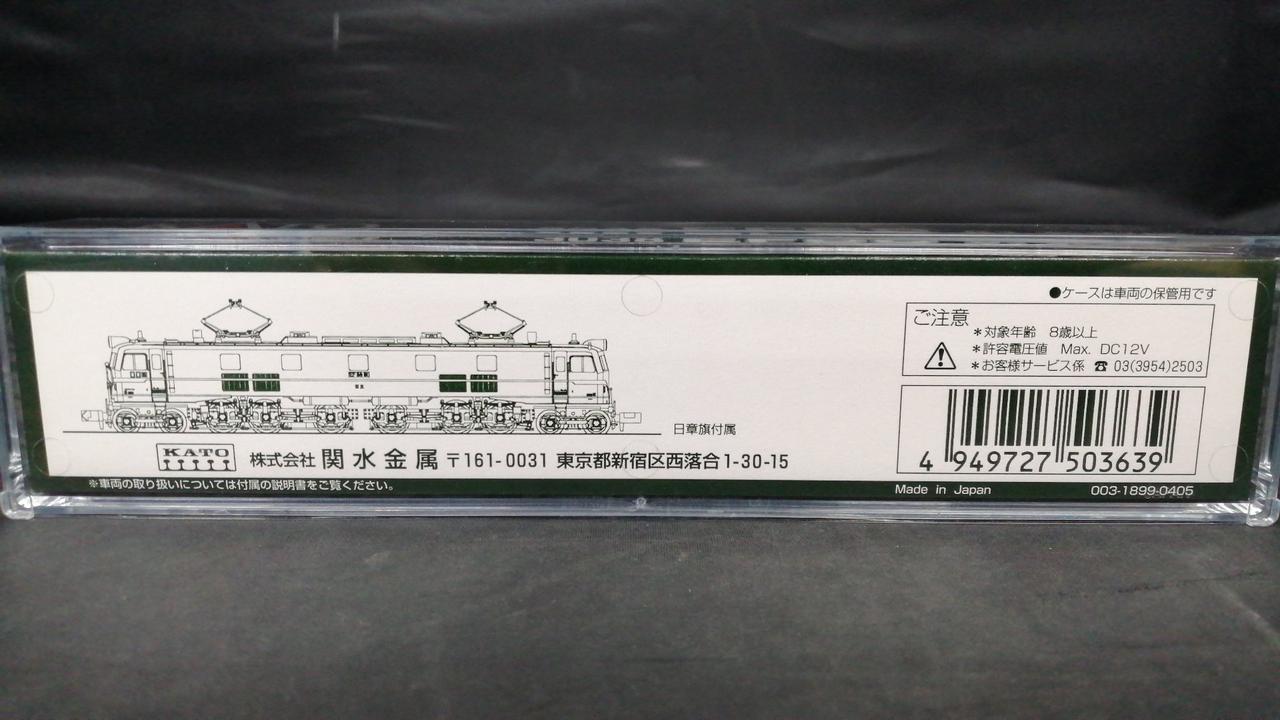 ●ケースは車両の保管用です
ご注意
＊対象年齢 8歳以上
＊許容電圧値 Max. DC12V
＊お客様サービス係 ☎ 03(3954)2503
日章旗付属
KATO 株式会社 関水金属 〒161-0031 東京都新宿区西落合1-30-15
4 949727 503639
※車両の取り扱いについては付属の説明書をご覧ください。
Made in Japan 003-1899-0405